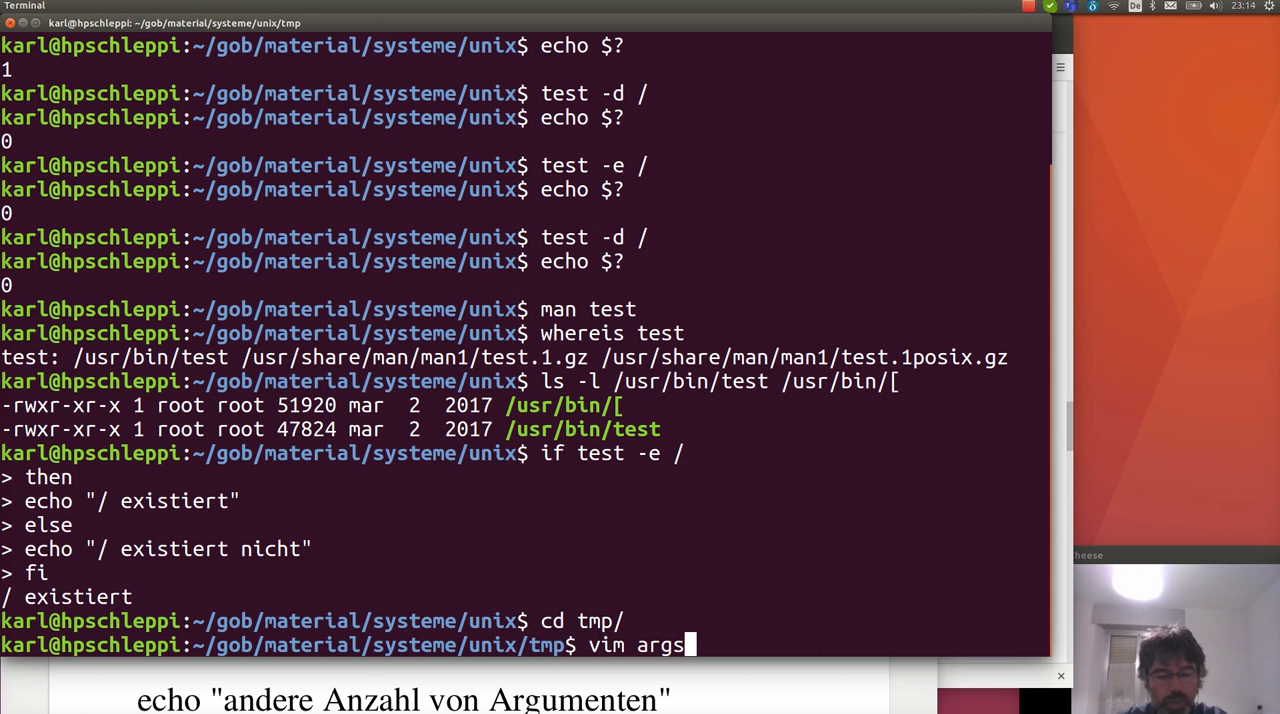 Terminal
De
23:14
karl@hpschleppi: ~/gob/material/systeme/unix/tmp
karl@hpschleppi:~/gob/material/systeme/unix$ echo $?
1
karl@hpschleppi:~/gob/material/systeme/unix$ test -d /
karl@hpschleppi:~/gob/material/systeme/unix$ echo $?
0
karl@hpschleppi:~/gob/material/systeme/unix$ test -e /
karl@hpschleppi:~/gob/material/systeme/unix$ echo $?
0
karl@hpschleppi:~/gob/material/systeme/unix$ test -d /
karl@hpschleppi:~/gob/material/systeme/unix$ echo $?
0
karl@hpschleppi:~/gob/material/systeme/unix$ man test
karl@hpschleppi:~/gob/material/systeme/unix$ whereis test
test: /usr/bin/test /usr/share/man/man1/test.1.gz /usr/share/man/man1/test.1posix.gz
karl@hpschleppi:~/gob/material/systeme/unix$ ls -l /usr/bin/test /usr/bin/[
-rwxr-xr-x 1 root root 51920 mar  2  2017 /usr/bin/[
-rwxr-xr-x 1 root root 47824 mar  2  2017 /usr/bin/test
karl@hpschleppi:~/gob/material/systeme/unix$ if test -e /
> then
> echo "/ existiert"
> else
> echo "/ existiert nicht"
> fi
/ existiert
karl@hpschleppi:~/gob/material/systeme/unix$ cd tmp/
karl@hpschleppi:~/gob/material/systeme/unix/tmp$ vim args
heese
echo "andere Anzahl von Argumenten"